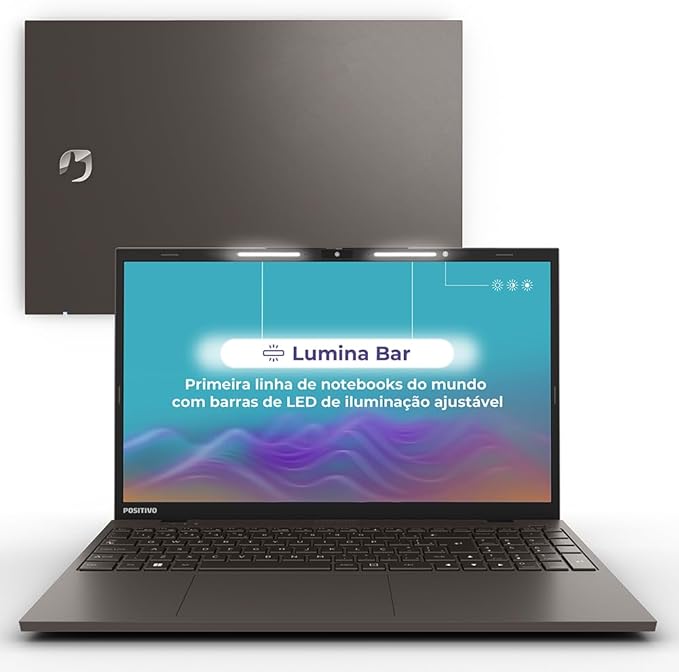 Lumina Bar
Primeira linha de notebooks do mundo
com barras de LED de iluminação ajustável
POSITIVO